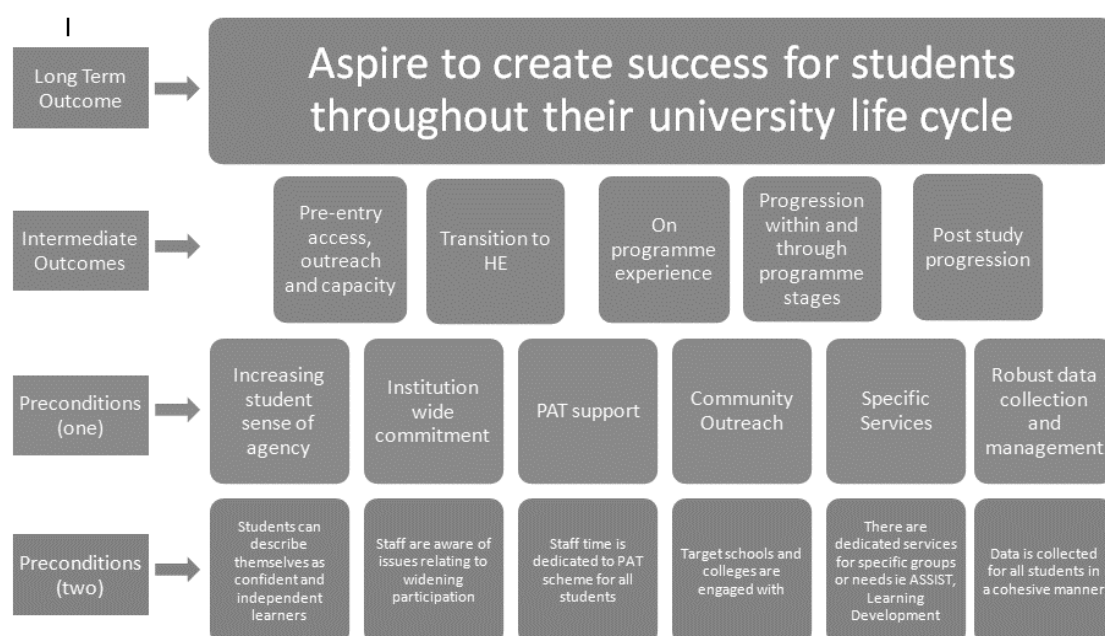 Long Term
Outcome
Aspire to create success for students
throughout their university life cycle
Intermediate
Outcomes
Pre-entry
access,
outreach
and capacity
Transition to
HE
On
programme
experience
Progression
within and
through
programme
stages
Post study
progression
Preconditions
(one)
Increasing
student
sense of
agency
Institution
wide
commitment
PAT support
Community
Outreach
Specific
Services
Robust data
collection
and
management
Preconditions
(two)
Students can
describe
themselves as
confident and
independent
learners
Staff are aware of
issues relating to
widening
participation
Staff time is
dedicated to PAT
scheme for all
students
Target schools and
colleges are
engaged with
There are
dedicated services
for specific groups
or needs ie ASSIST,
Learning
Development
Data is collected
for all students in
a cohesive manner